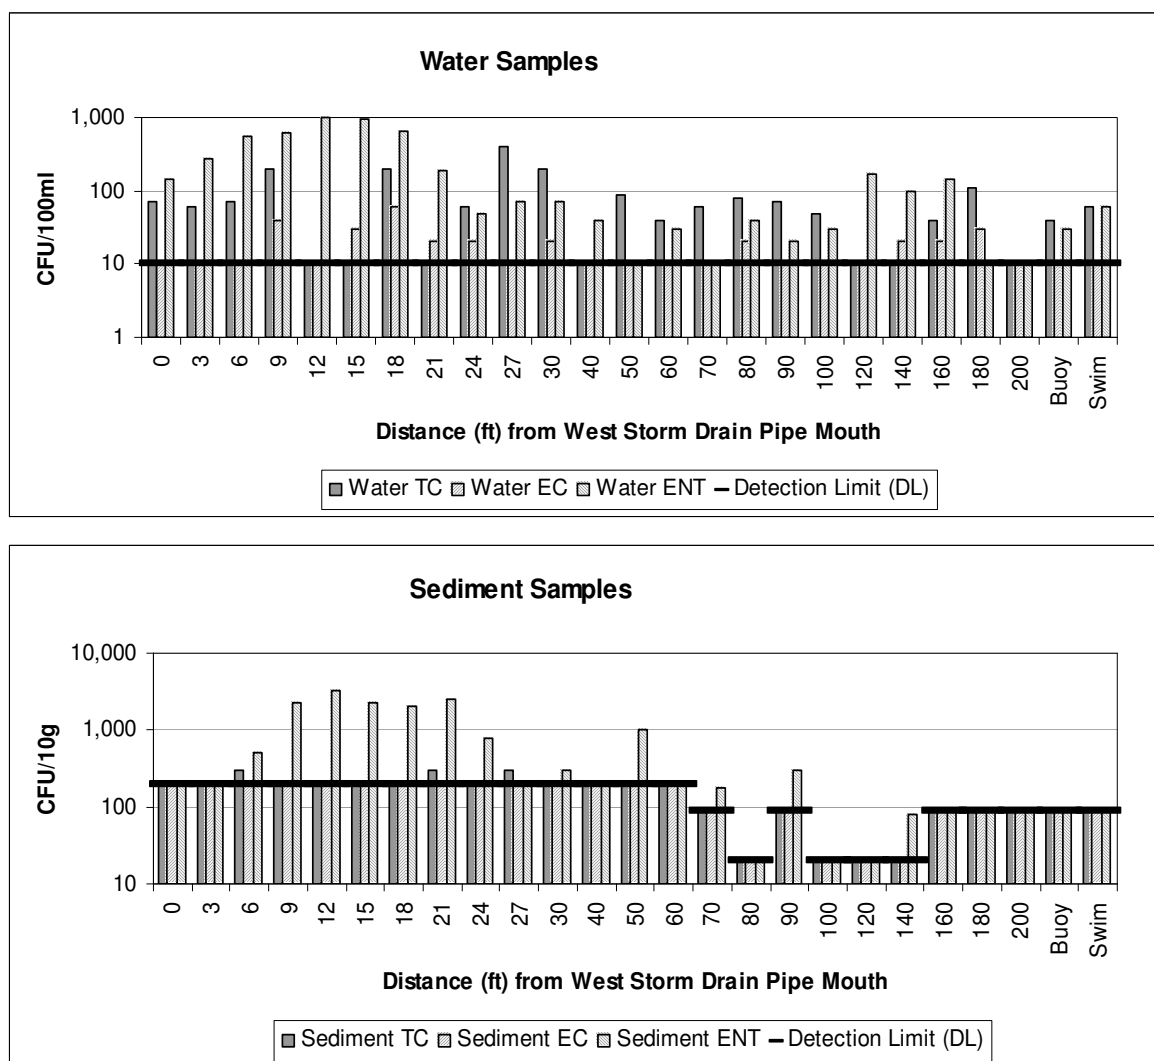 Water Samples
1,000
100
10
1
CFU/100ml
0 3 6 9 12 15 18 21 24 27 30 40 50 60 70 80 90 100 120 140 160 180 200 Buoy Swim
Distance (ft) from West Storm Drain Pipe Mouth
Water TC Water EC Water ENT Detection Limit (DL)
Sediment Samples
10,000
1,000
100
10
CFU/10g
0 3 6 9 12 15 18 21 24 27 30 40 50 60 70 80 90 100 120 140 160 180 200 Buoy Swim
Distance (ft) from West Storm Drain Pipe Mouth
Sediment TC Sediment EC Sediment ENT Detection Limit (DL)